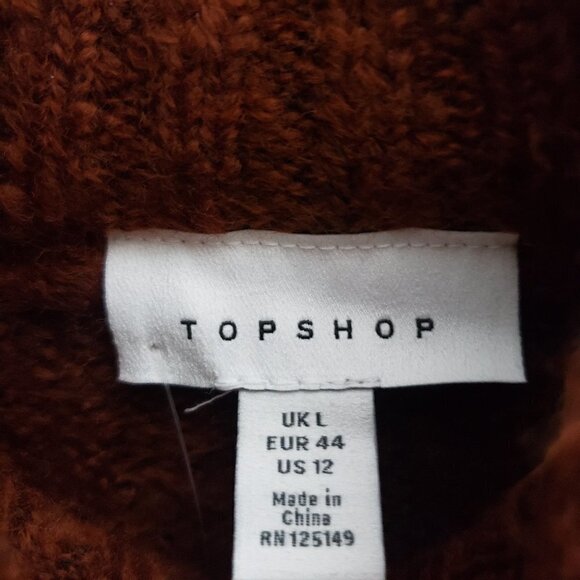 TOPSHOP
UK L
EUR 44
US 12
Made in
China
RN 125149